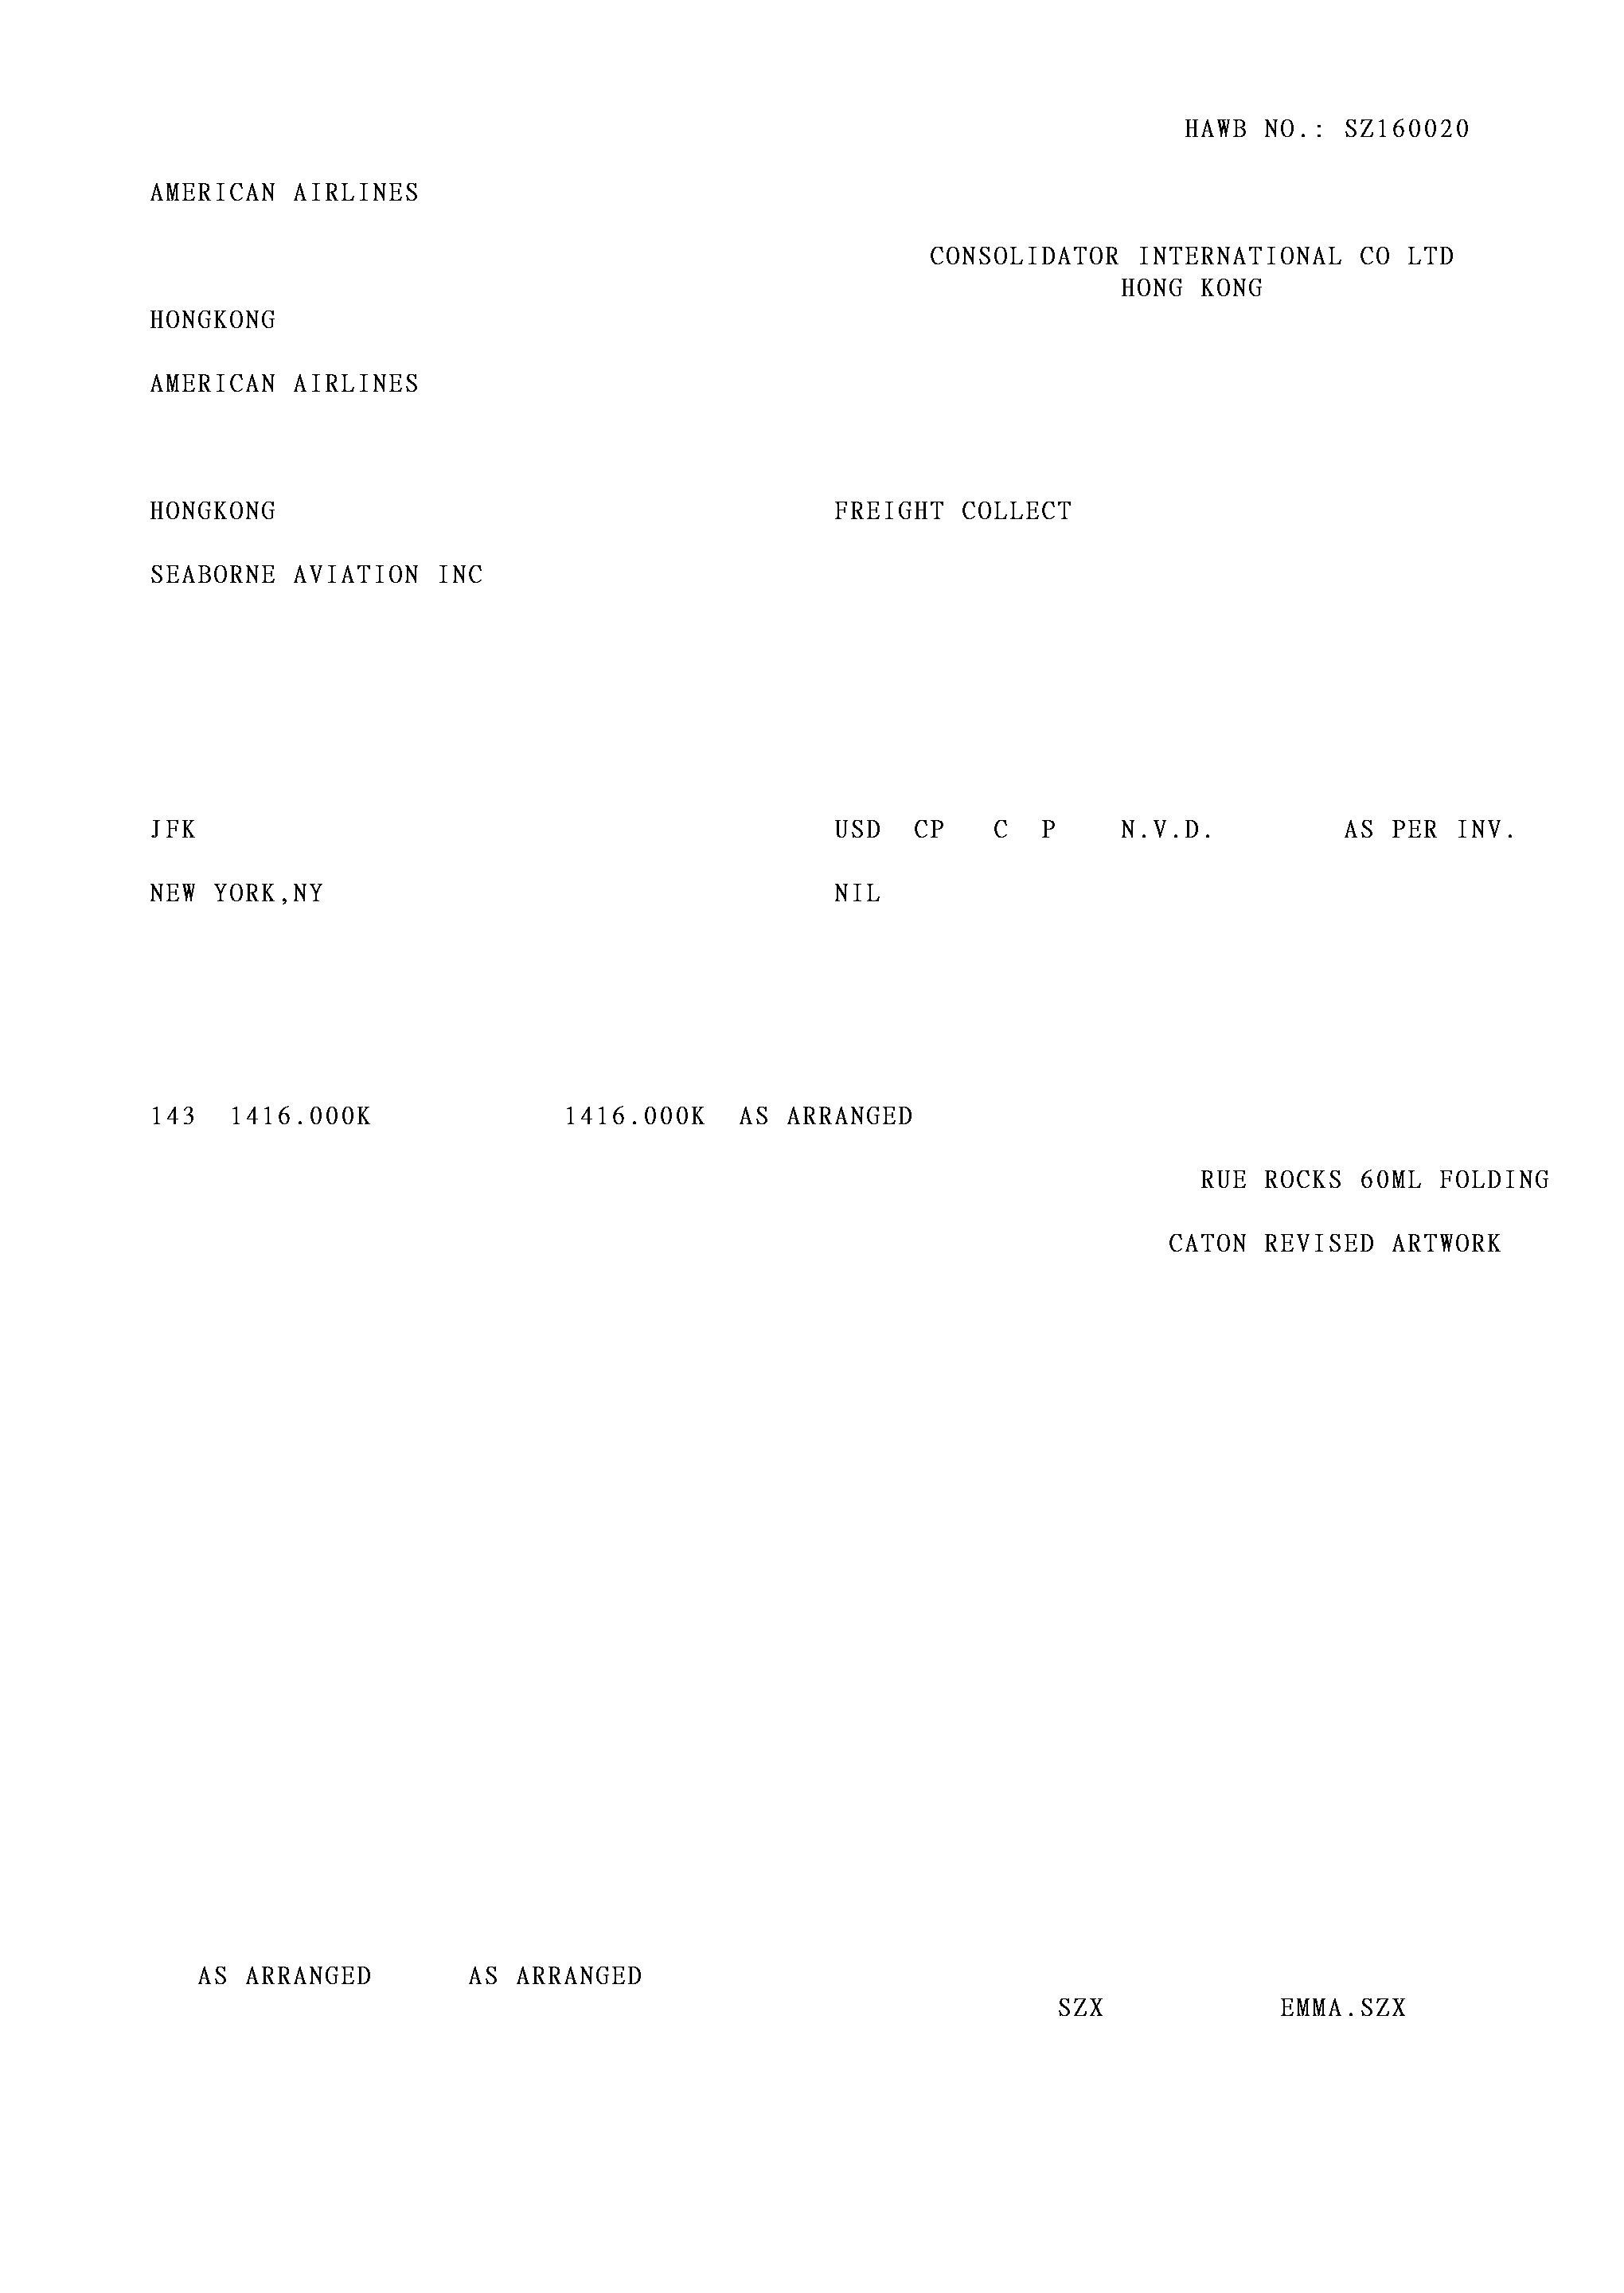 HAWB NO.: SZ160020
AMERICAN AIRLINES
CONSOLIDATOR INTERNATIONAL CO LTD
HONG KONG
HONGKONG
AMERICAN AIRLINES
HONGKONG FREIGHT COLLECT
SEABORNE AVIATION INC
JFK USD CP C P N.V.D. AS PER INV.
NEW YORK,NY NIL
143 1416.000K 1416.000K AS ARRANGED
RUE ROCKS 60ML FOLDING
CATON REVISED ARTWORK
AS ARRANGED AS ARRANGED
SZX EMMA.SZX